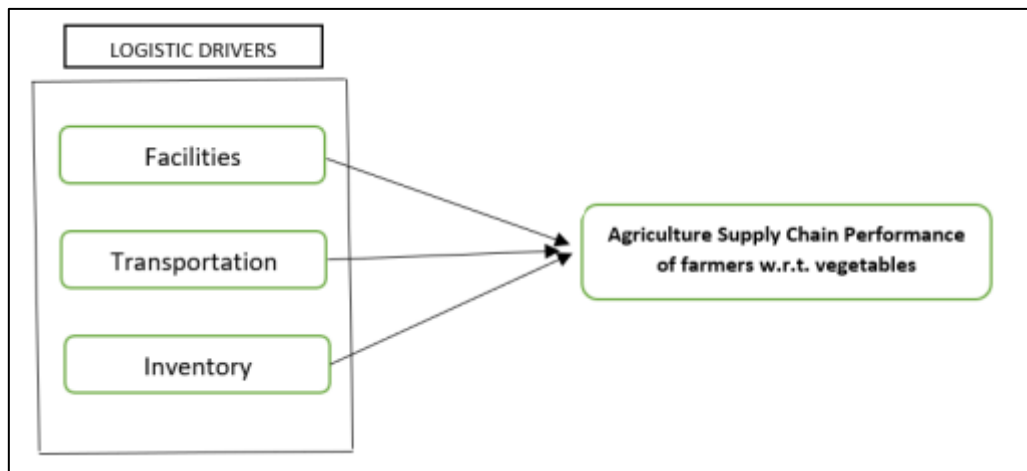 LOGISTIC DRIVERS
Facilities
Transportation
Inventory
Agriculture Supply Chain Performance
of farmers w.r.t. vegetables